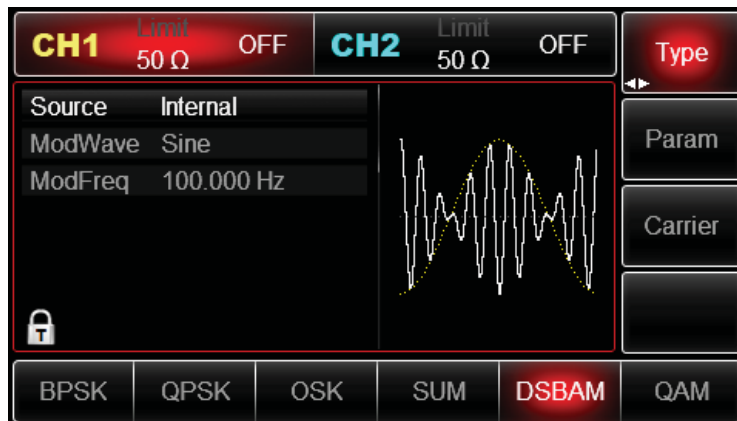 CH1 Limit 50 Ω OFF CH2 Limit 50 Ω OFF
Type
Source Internal
ModWave Sine
ModFreq 100.000 Hz
Param
Carrier
T
BPSK QPSK OSK SUM DSBAM QAM